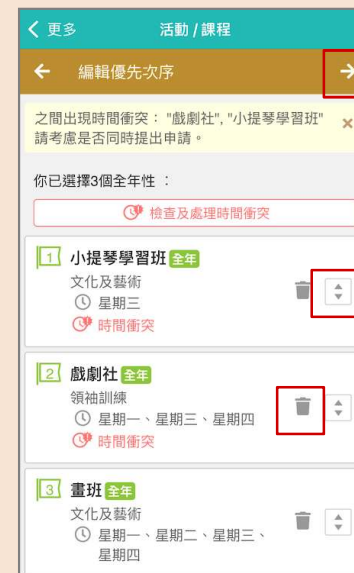 更多 活動 / 課程
編輯優先次序
之間出現時間衝突： "戲劇社", "小提琴學習班"
請考慮是否同時提出申請。
你已選擇3個全年性 ：
檢查及處理時間衝突
1 小提琴學習班 全年
文化及藝術
星期三
時間衝突
2 戲劇社 全年
領袖訓練
星期一、星期三、星期四
時間衝突
3 畫班 全年
文化及藝術
星期一、星期二、星期三、
星期四